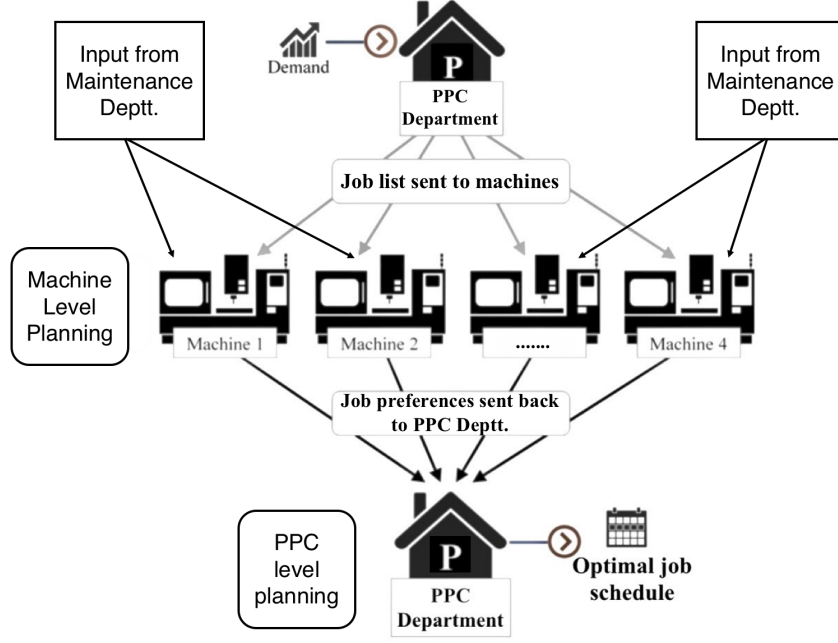 Input from
Maintenance
Deptt.
Demand
P
PPC
Department
Input from
Maintenance
Deptt.
Job list sent to machines
Machine
Level
Planning
Machine 1
Machine 2
.......
Machine 4
Job preferences sent back
to PPC Deptt.
PPC
level
planning
P
PPC
Department
Optimal job
schedule